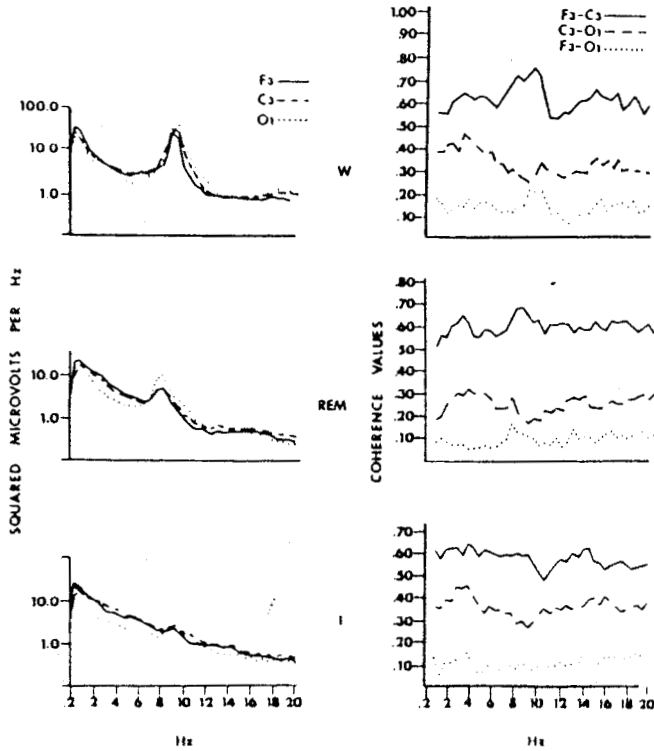 F3
C3
O1
100.0
10 0
1.0
W
1.00
.90
.80
.70
.60
.50
.40
.30
.20
.10
F3-C3
C3-O1
F3-O1
SQUARED MICROVOLTS PER Hz
10.0
1.0
REM
COHERENCE VALUES
.80
.70
.60
.50
.40
.30
.20
.10
10.0
1.0
I
.70
.60
.50
.40
.30
.20
.10
.2 2 4 6 8 10 12 14 16 18 20
Hz
.2 2 4 6 8 10 12 14 16 18 20
Hz